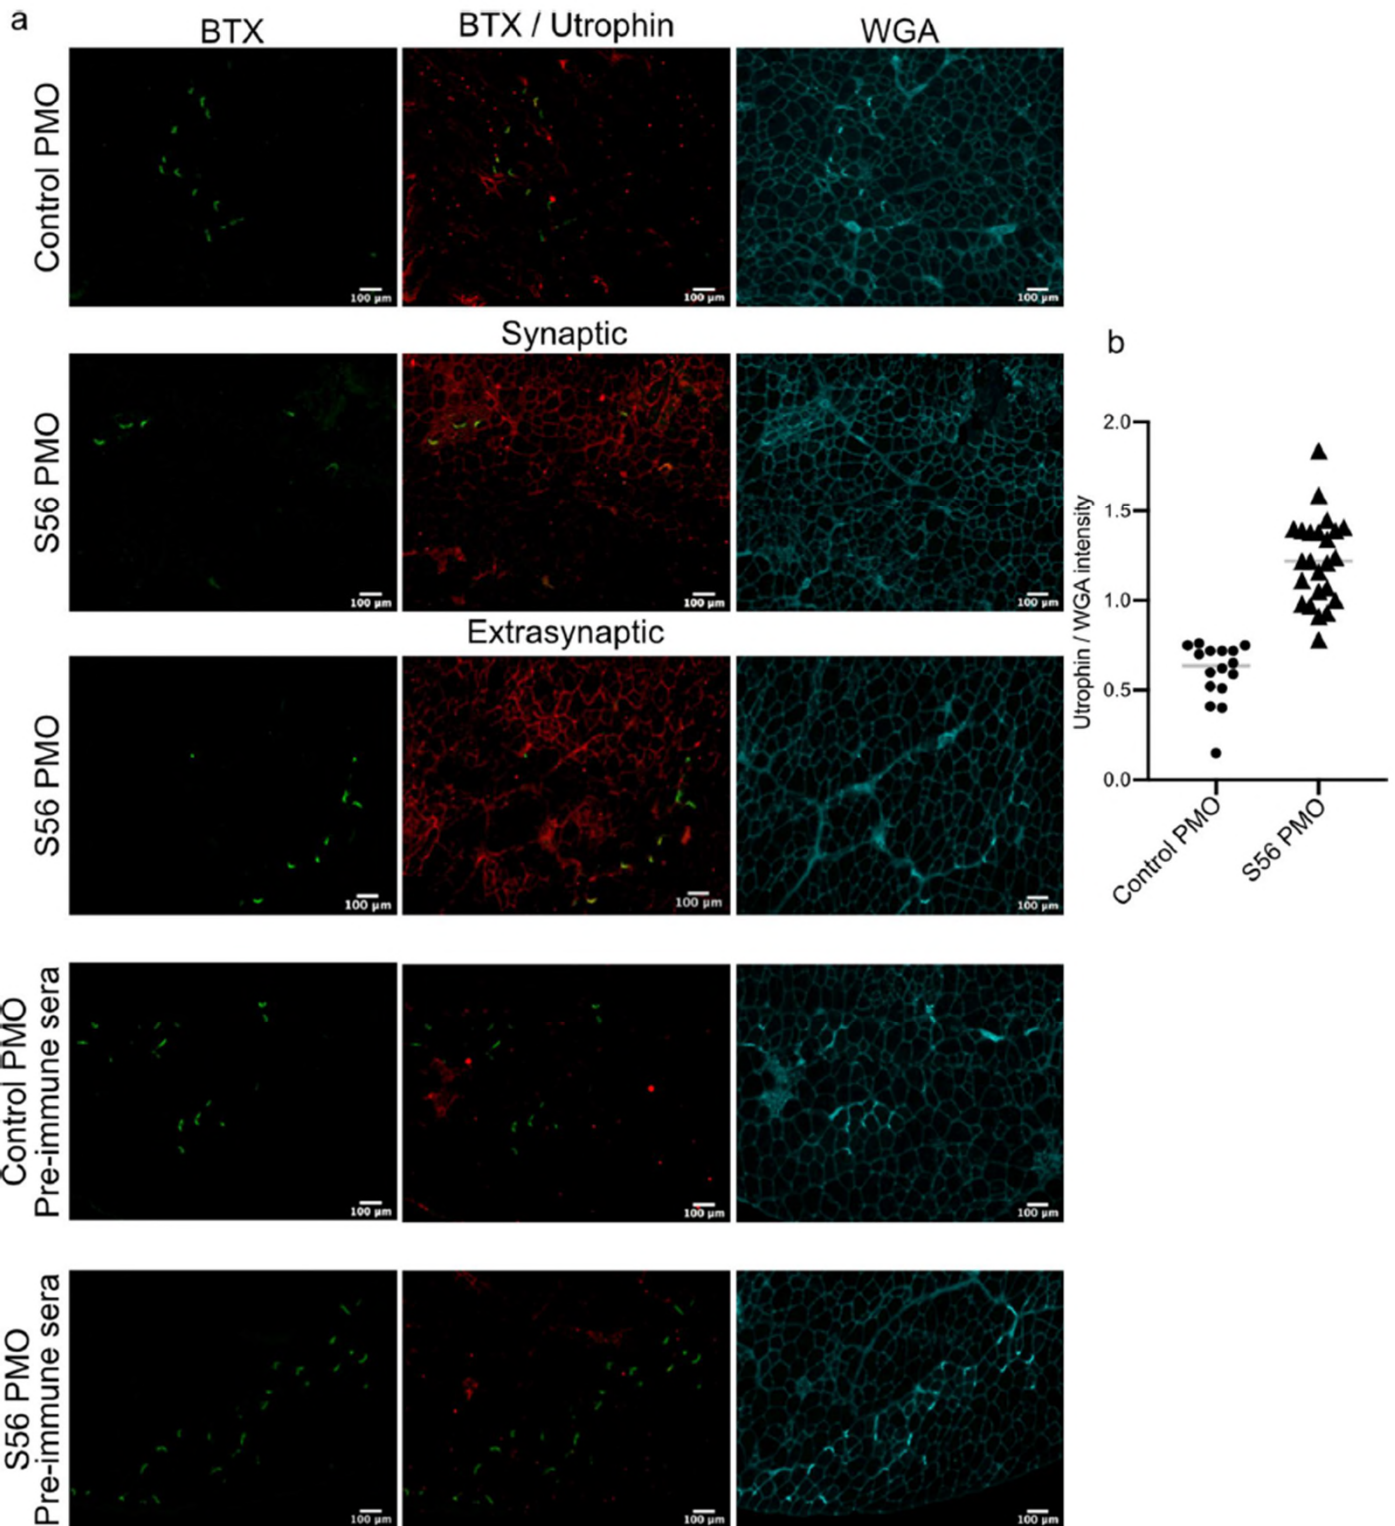 a
BTX
BTX / Utrophin
WGA
Control PMO
100 µm
100 µm
100 µm
Synaptic
S56 PMO
100 µm
100 µm
100 µm
Extrasynaptic
S56 PMO
100 µm
100 µm
100 µm
Control PMO
Pre-immune sera
100 µm
100 µm
100 µm
S56 PMO
Pre-immune sera
100 µm
100 µm
100 µm
b
Utrophin / WGA intensity
2.0
1.5
1.0
0.5
0.0
Control PMO
S56 PMO